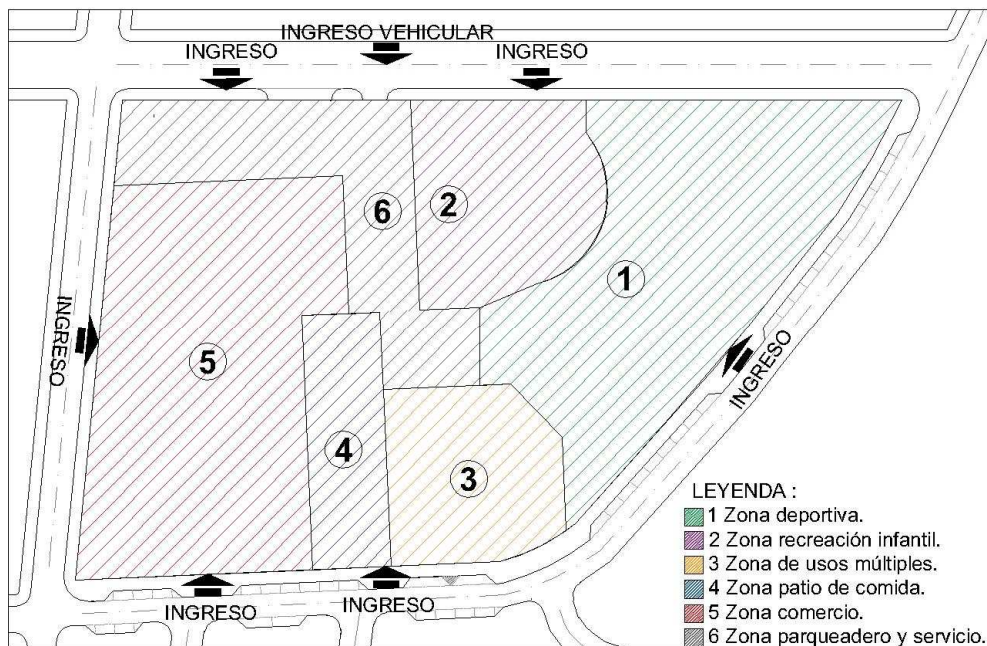 INGRESO VEHICULAR
INGRESO
INGRESO
6
2
1
INGRESO
5
INGRESO
4
3
INGRESO
INGRESO
LEYENDA :
1 Zona deportiva.
2 Zona recreación infantil.
3 Zona de usos múltiples.
4 Zona patio de comida.
5 Zona comercio.
6 Zona parqueadero y servicio.